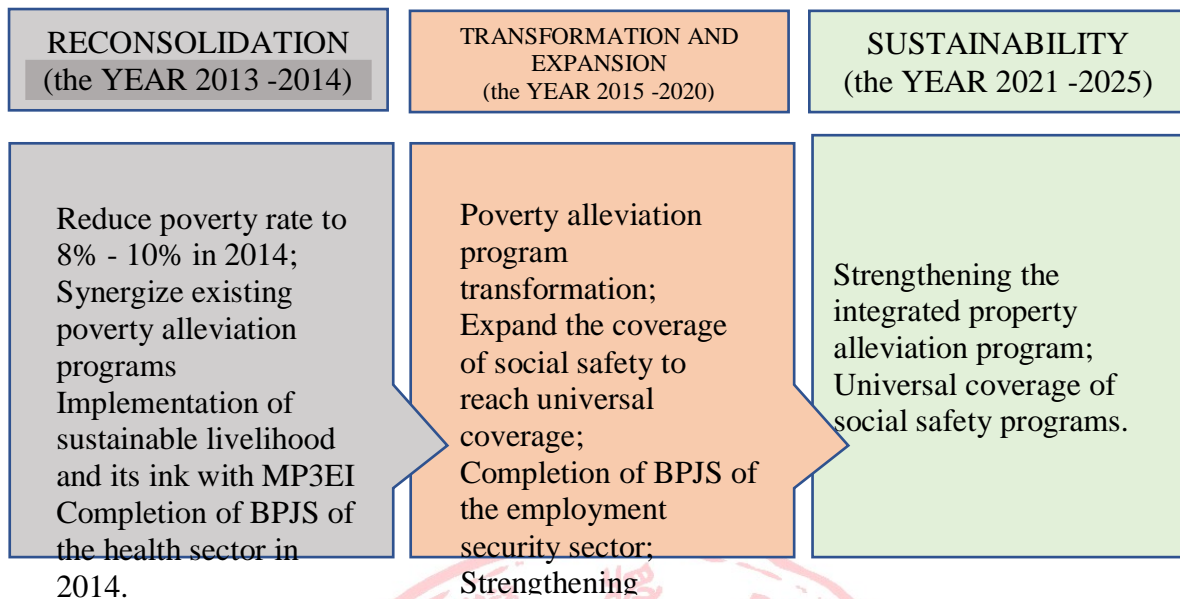 RECONSOLIDATION
(the YEAR 2013 -2014)
TRANSFORMATION AND
EXPANSION
(the YEAR 2015 -2020)
SUSTAINABILITY
(the YEAR 2021 -2025)
Reduce poverty rate to
8% - 10% in 2014;
Synergize existing
poverty alleviation
programs
Implementation of
sustainable livelihood
and its ink with MP3EI
Completion of BPJS of
the health sector in
2014.
Poverty alleviation
program
transformation;
Expand the coverage
of social safety to
reach universal
coverage;
Completion of BPJS of
the employment
security sector;
Strengthening
Strengthening the
integrated property
alleviation program;
Universal coverage of
social safety programs.